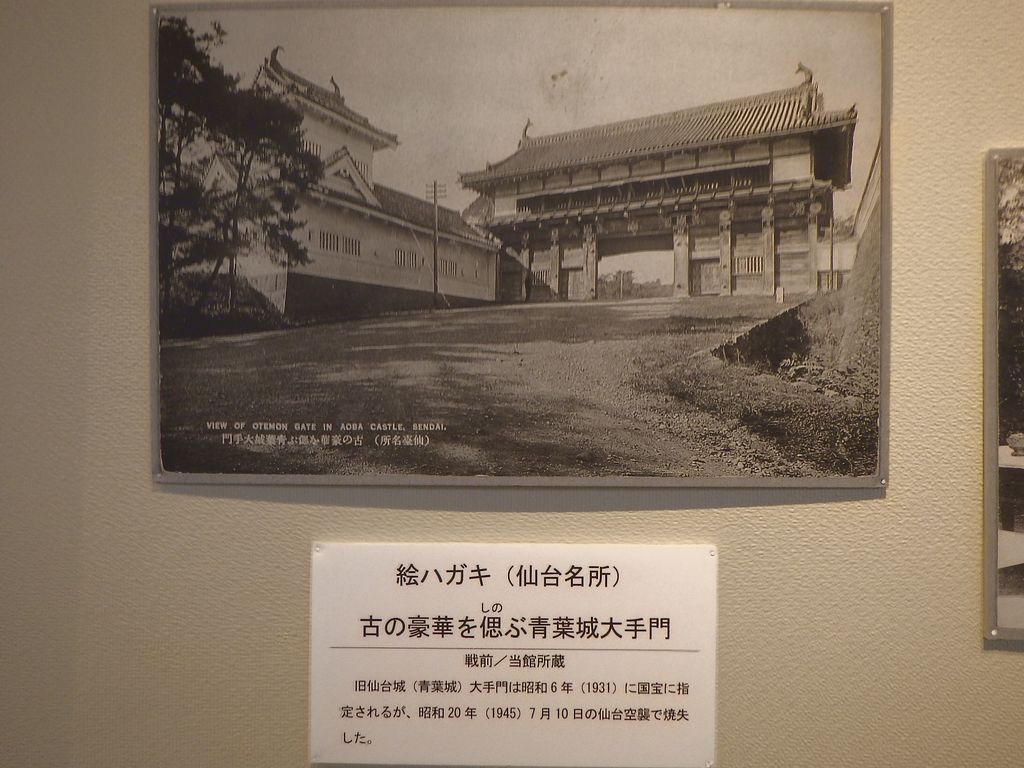 VIEW OF OTEMON GATE IN AOBA CASTLE, SENDAI.
門手大城葉青ぶ偲を華豪の古 （所名臺仙）
絵ハガキ（仙台名所）
しの
古の豪華を偲ぶ青葉城大手門
戦前／当館所蔵
旧仙台城（青葉城）大手門は昭和6年（1931）に国宝に指
定されるが、昭和20年（1945）7月10日の仙台空襲で焼失
した。